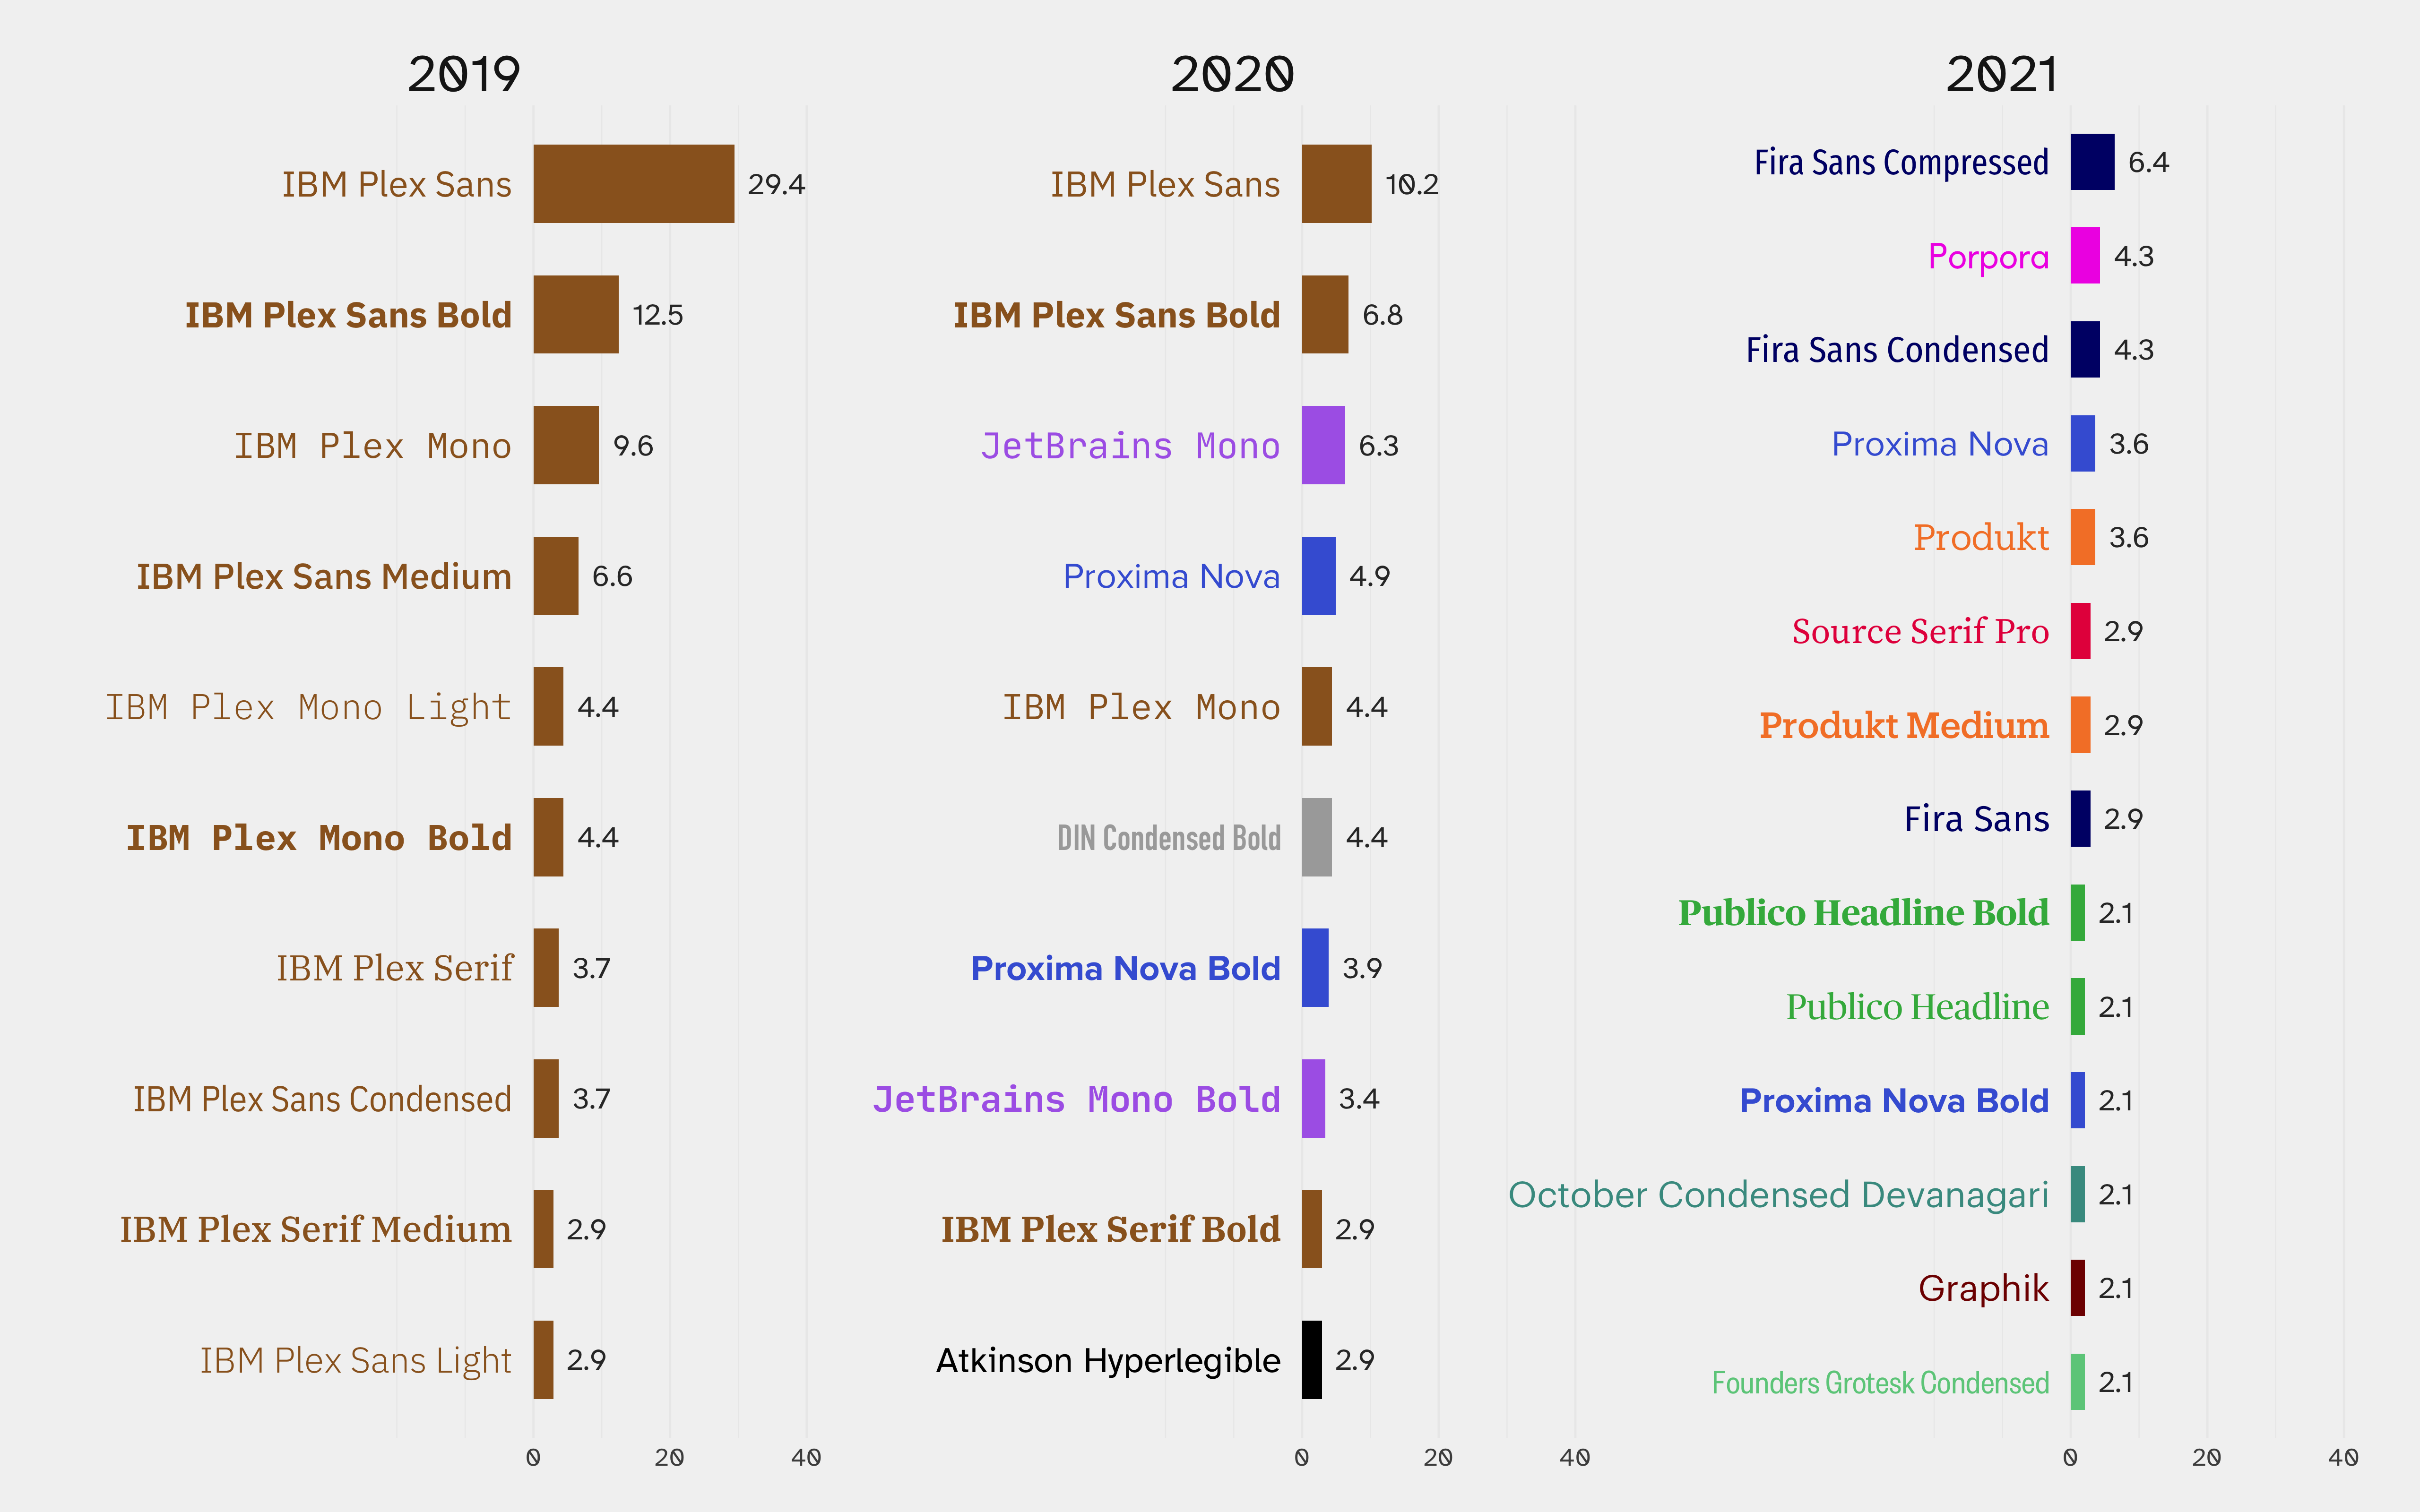 2019
IBM Plex Sans 29.4
IBM Plex Sans Bold 12.5
IBM Plex Mono 9.6
IBM Plex Sans Medium 6.6
IBM Plex Mono Light 4.4
IBM Plex Mono Bold 4.4
IBM Plex Serif 3.7
IBM Plex Sans Condensed 3.7
IBM Plex Serif Medium 2.9
IBM Plex Sans Light 2.9
0 20 40
2020
IBM Plex Sans 10.2
IBM Plex Sans Bold 6.8
JetBrains Mono 6.3
Proxima Nova 4.9
IBM Plex Mono 4.4
DIN Condensed Bold 4.4
Proxima Nova Bold 3.9
JetBrains Mono Bold 3.4
IBM Plex Serif Bold 2.9
Atkinson Hyperlegible 2.9
0 20 40
2021
Fira Sans Compressed 6.4
Porpora 4.3
Fira Sans Condensed 4.3
Proxima Nova 3.6
Produkt 3.6
Source Serif Pro 2.9
Produkt Medium 2.9
Fira Sans 2.9
Publico Headline Bold 2.1
Publico Headline 2.1
Proxima Nova Bold 2.1
October Condensed Devanagari 2.1
Graphik 2.1
Founders Grotesk Condensed 2.1
0 20 40